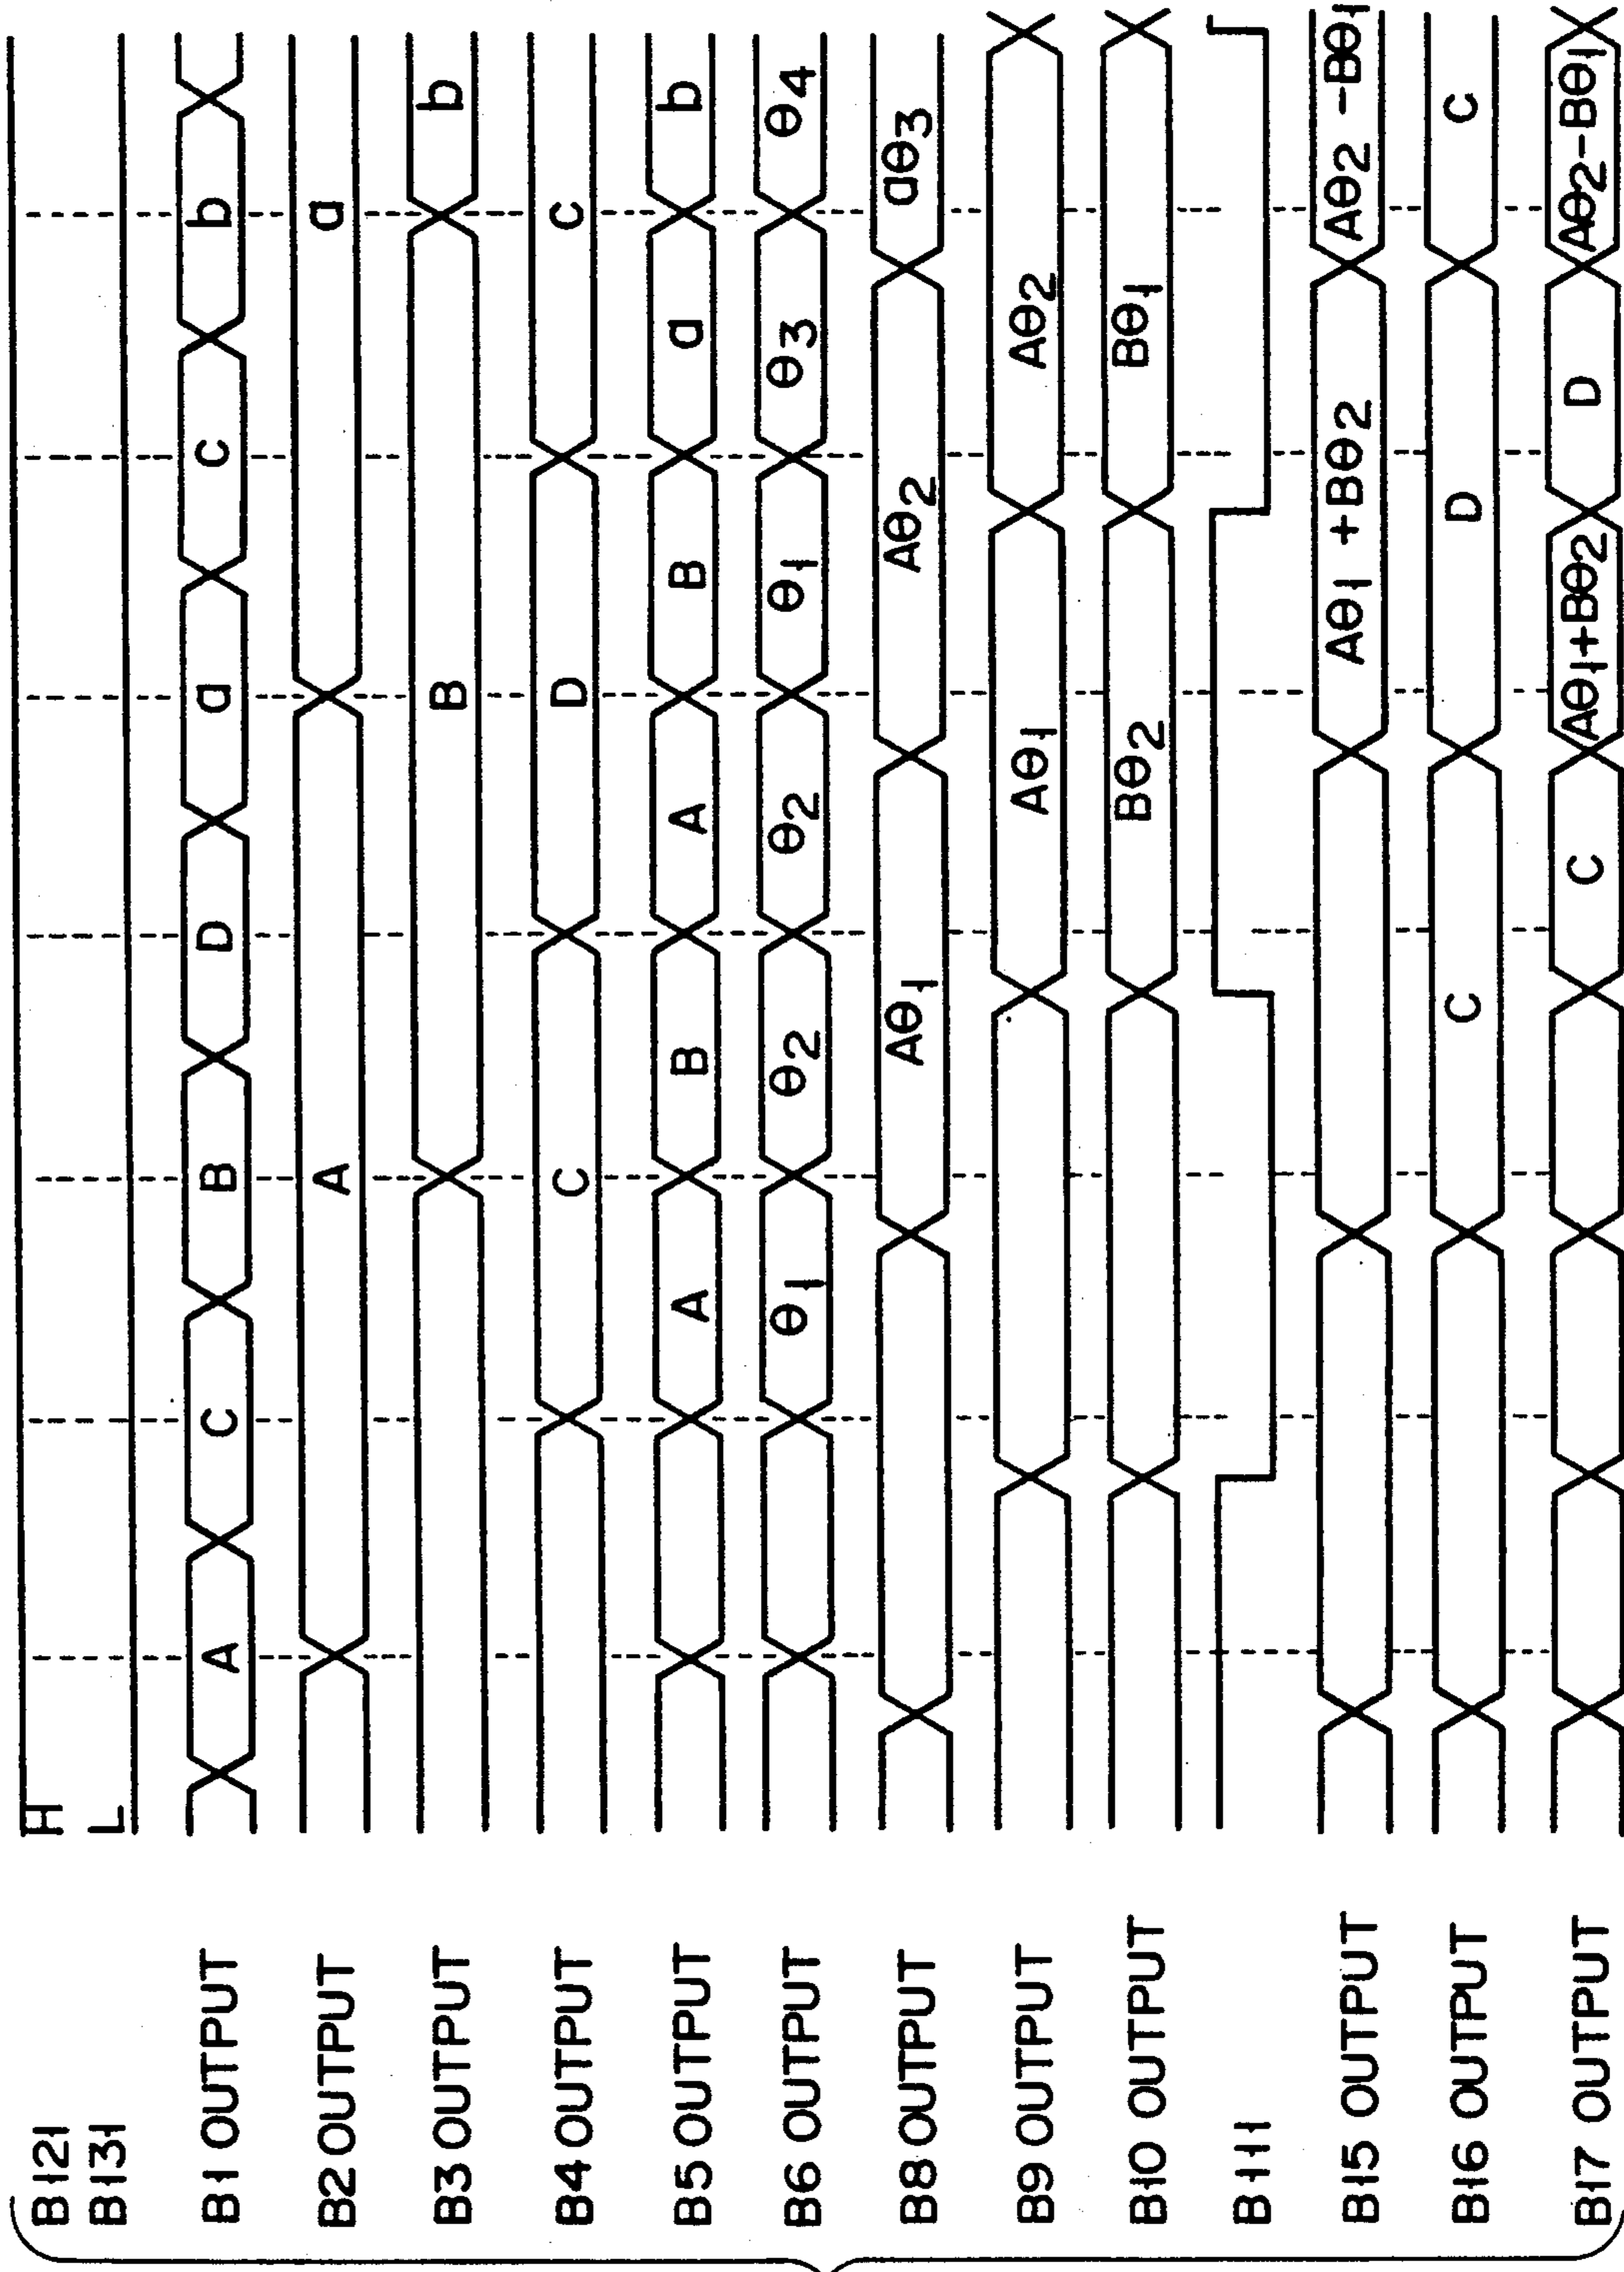 B121 H
B131 L
B1 OUTPUT A C B D a c b
B2 OUTPUT A a
B3 OUTPUT B b
B4 OUTPUT C D c
B5 OUTPUT A B A B a b
B6 OUTPUT θ1 θ2 θ2 θ1 θ3 θ4
B8 OUTPUT Aθ1 Aθ2 aθ3
B9 OUTPUT Aθ1 Aθ2
B10 OUTPUT Bθ2 Bθ1
B111
B15 OUTPUT Aθ1 +Bθ2 Aθ2 -Bθ1
B16 OUTPUT C D C
B17 OUTPUT C Aθ1+Bθ2 D Aθ2-Bθ1